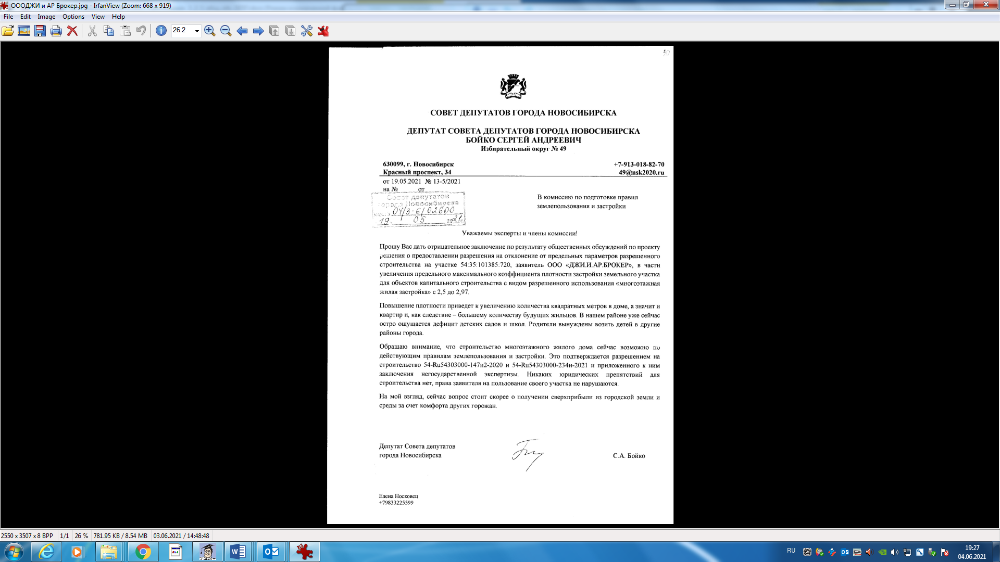 ОООДЖИ и АР Брокер.jpg - IrfanView (Zoom: 668 x 919)
File Edit Image Options View Help
26.2
СОВЕТ ДЕПУТАТОВ ГОРОДА НОВОСИБИРСКА
ДЕПУТАТ СОВЕТА ДЕПУТАТОВ ГОРОДА НОВОСИБИРСКА
БОЙКО СЕРГЕЙ АНДРЕЕВИЧ
Избирательный округ № 49
630099, г. Новосибирск +7-913-018-82-70
Красный проспект, 34 49@nsk2020.ru
от 19.05.2021 № 13-5/2021
на № от
Совет депутатов
города Новосибирска
04/3-6/02600
19 05 2021г.
В комиссию по подготовке правил
землепользования и застройки
Уважаемы эксперты и члены комиссии!
Прошу Вас дать отрицательное заключение по результату общественных обсуждений по проекту
решения о предоставлении разрешения на отклонение от предельных параметров разрешенного
строительства на участке 54:35:101385:720, заявитель ООО «ДЖИ.И.АР.БРОКЕР», в части
увеличения предельного максимального коэффициента плотности застройки земельного участка
для объектов капитального строительства с видом разрешенного использования «многоэтажная
жилая застройка» с 2,5 до 2,97.
Повышение плотности приведет к увеличению количества квадратных метров в доме, а значит и
квартир и, как следствие – большему количеству будущих жильцов. В нашем районе уже сейчас
остро ощущается дефицит детских садов и школ. Родители вынуждены возить детей в другие
районы города.
Обращаю внимание, что строительство многоэтажного жилого дома сейчас возможно по
действующим правилам землепользования и застройки. Это подтверждается разрешением на
строительство 54-Ru54303000-147и2-2020 и 54-Ru54303000-234и-2021 и приложенного к ним
заключения негосударственной экспертизы. Никаких юридических препятствий для
строительства нет, права заявителя на пользование своего участка не нарушаются.
На мой взгляд, сейчас вопрос стоит скорее о получении сверхприбыли из городской земли и
среды за счет комфорта других горожан.
Депутат Совета депутатов
города Новосибирска С.А. Бойко
Елена Носковец
+79833225599
2550 x 3507 x 8 BPP 1/1 26 % 781.95 KB / 8.54 MB 03.06.2021 / 14:48:48
RU 19:27
04.06.2021